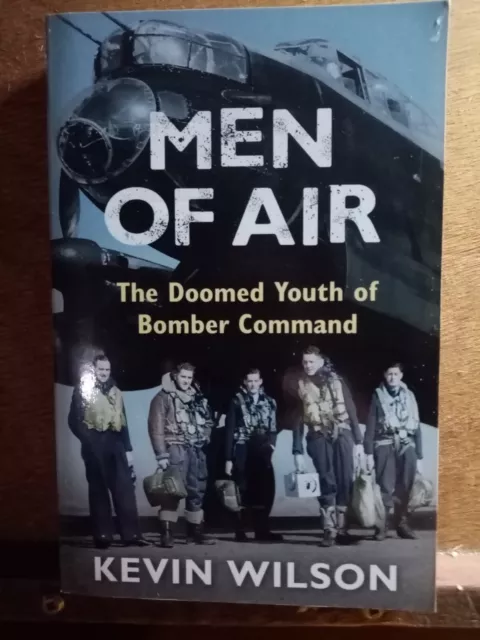 MEN
OF AIR
The Doomed Youth of
Bomber Command
KEVIN WILSON